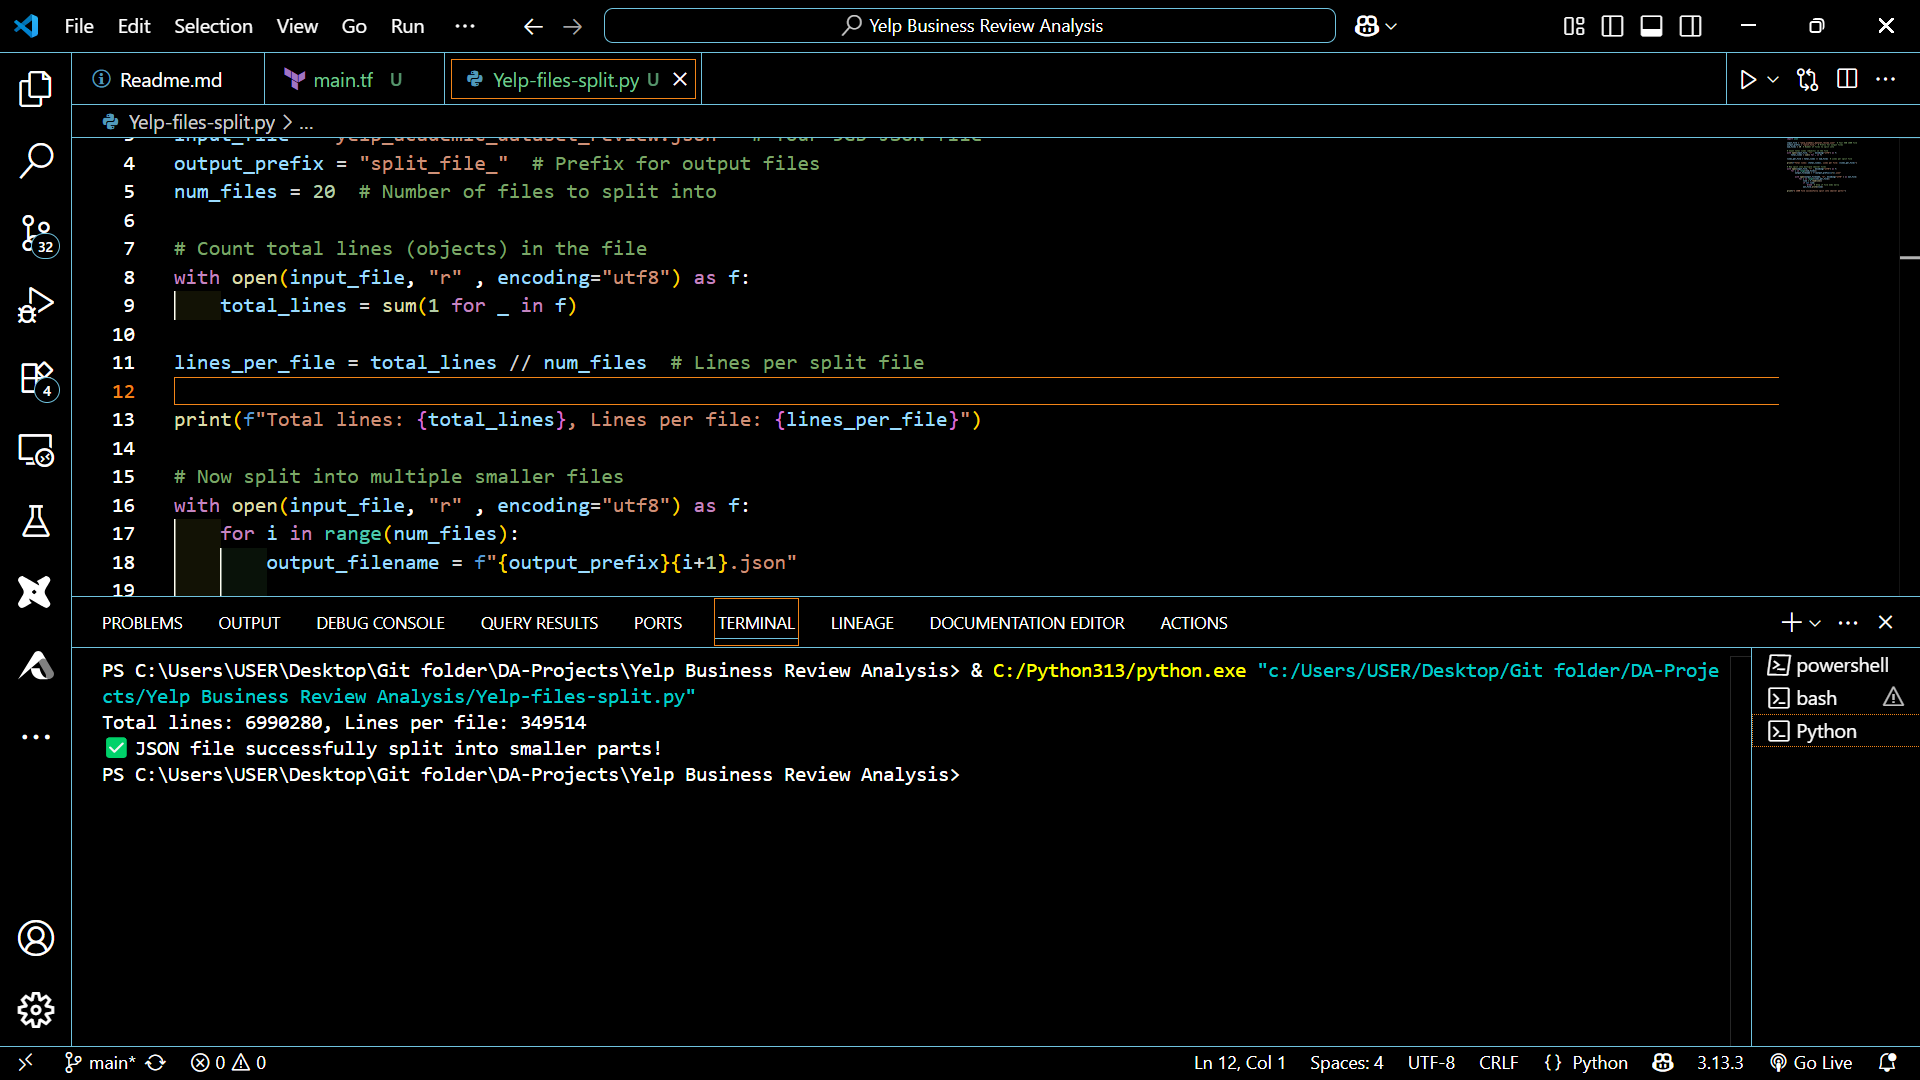 File Edit Selection View Go Run ··· Yelp Business Review Analysis
Readme.md main.tf U Yelp-files-split.py U
Yelp-files-split.py > ...
4 output_prefix = "split_file_"  # Prefix for output files
5 num_files = 20  # Number of files to split into
6
7 # Count total lines (objects) in the file
8 with open(input_file, "r" , encoding="utf8") as f:
9     total_lines = sum(1 for _ in f)
10
11 lines_per_file = total_lines // num_files  # Lines per split file
12
13 print(f"Total lines: {total_lines}, Lines per file: {lines_per_file}")
14
15 # Now split into multiple smaller files
16 with open(input_file, "r" , encoding="utf8") as f:
17     for i in range(num_files):
18         output_filename = f"{output_prefix}{i+1}.json"
19
32
4
PROBLEMS OUTPUT DEBUG CONSOLE QUERY RESULTS PORTS TERMINAL LINEAGE DOCUMENTATION EDITOR ACTIONS
PS C:\Users\USER\Desktop\Git folder\DA-Projects\Yelp Business Review Analysis> & C:/Python313/python.exe "c:/Users/USER/Desktop/Git folder/DA-Proje
cts/Yelp Business Review Analysis/Yelp-files-split.py"
Total lines: 6990280, Lines per file: 349514
✅ JSON file successfully split into smaller parts!
PS C:\Users\USER\Desktop\Git folder\DA-Projects\Yelp Business Review Analysis>
powershell
bash
Python
main* 0 0 Ln 12, Col 1 Spaces: 4 UTF-8 CRLF {} Python 3.13.3 Go Live